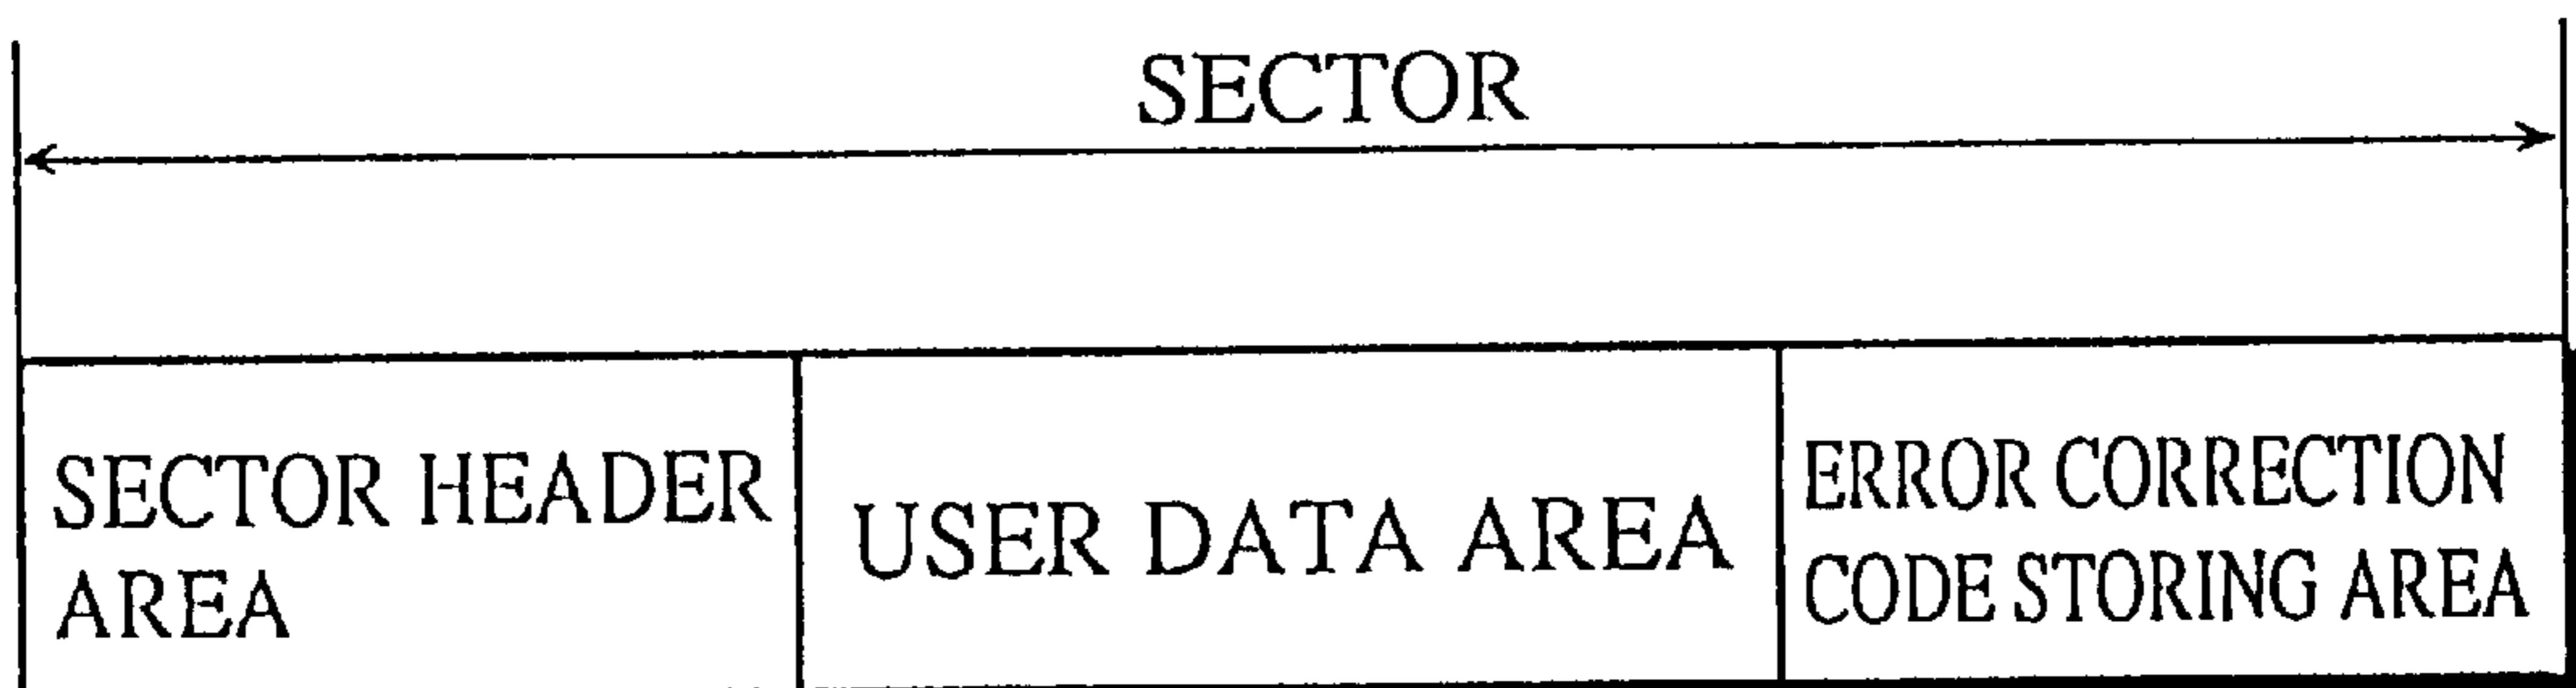 SECTOR
SECTOR HEADER
AREA
USER DATA AREA
ERROR CORRECTION
CODE STORING AREA